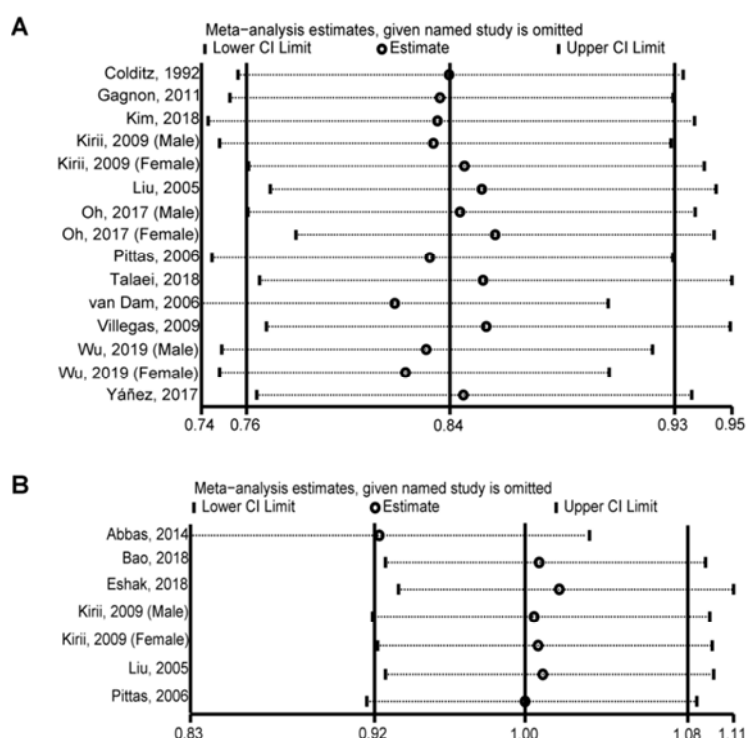 A
Meta−analysis estimates, given named study is omitted
Lower CI Limit Estimate Upper CI Limit
Colditz, 1992
Gagnon, 2011
Kim, 2018
Kirii, 2009 (Male)
Kirii, 2009 (Female)
Liu, 2005
Oh, 2017 (Male)
Oh, 2017 (Female)
Pittas, 2006
Talaei, 2018
van Dam, 2006
Villegas, 2009
Wu, 2019 (Male)
Wu, 2019 (Female)
Yáñez, 2017
0.74 0.76 0.84 0.93 0.95
B
Meta−analysis estimates, given named study is omitted
Lower CI Limit Estimate Upper CI Limit
Abbas, 2014
Bao, 2018
Eshak, 2018
Kirii, 2009 (Male)
Kirii, 2009 (Female)
Liu, 2005
Pittas, 2006
0.83 0.92 1.00 1.08 1.11